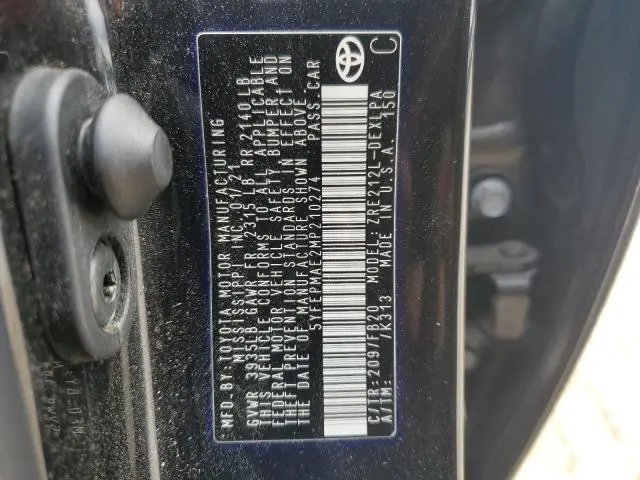 MFD.BY:TOYOTA MOTOR MANUFACTURING
MISSISSIPPI, INC. 01/21
GVWR 3935LB GAWR FR 2315 LB RR 2140LB
THIS VEHICLE CONFORMS TO ALL APPLICABLE
FEDERAL MOTOR VEHICLE SAFETY BUMPER AND
THEFT PREVENTION STANDARDS IN EFFECT ON
THE DATE OF MANUFACTURE SHOWN ABOVE.
5YFEPMAE2MP210274 PASS. CAR
C
C/TR:209/FB20 MODEL:ZRE212L-DEXLPA
A/TM: /K313 MADE IN U.S.A. 150